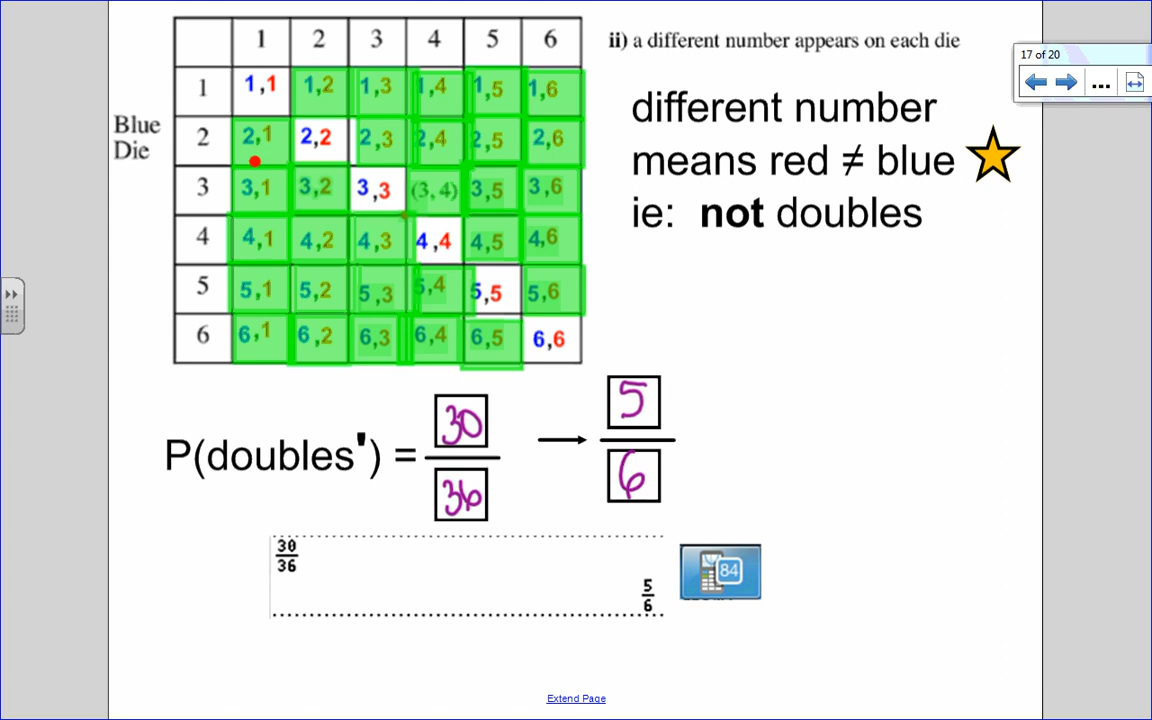 1 2 3 4 5 6
ii) a different number appears on each die
17 of 20
1 1,1 1,2 1,3 1,4 1,5 1,6
different number
Blue
Die
2 2,1 2,2 2,3 2,4 2,5 2,6
means red ≠ blue
3 3,1 3,2 3,3 (3,4) 3,5 3,6
ie: not doubles
4 4,1 4,2 4,3 4,4 4,5 4,6
5 5,1 5,2 5,3 5,4 5,5 5,6
6 6,1 6,2 6,3 6,4 6,5 6,6
P(doubles') = 30/36 → 5/6
30/36
84
5/6
Extend Page